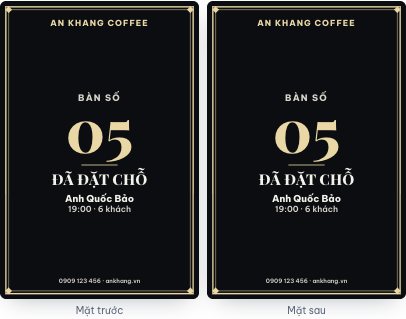 AN KHANG COFFEE
BÀN SỐ
05
ĐÃ ĐẶT CHỖ
Anh Quốc Bảo
19:00 · 6 khách
0909 123 456 · ankhang.vn
Mặt trước
AN KHANG COFFEE
BÀN SỐ
05
ĐÃ ĐẶT CHỖ
Anh Quốc Bảo
19:00 · 6 khách
0909 123 456 · ankhang.vn
Mặt sau